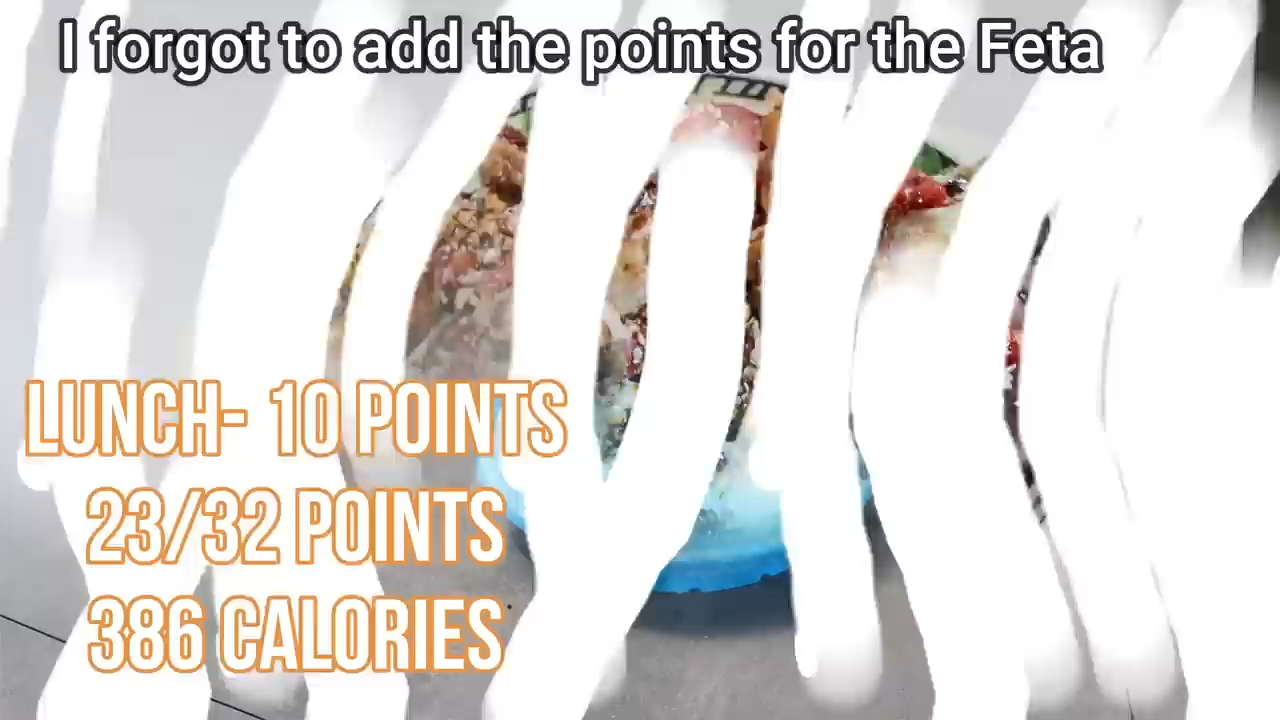 I forgot to add the points for the Feta
LUNCH- 10 POINTS
23/32 POINTS
386 CALORIES